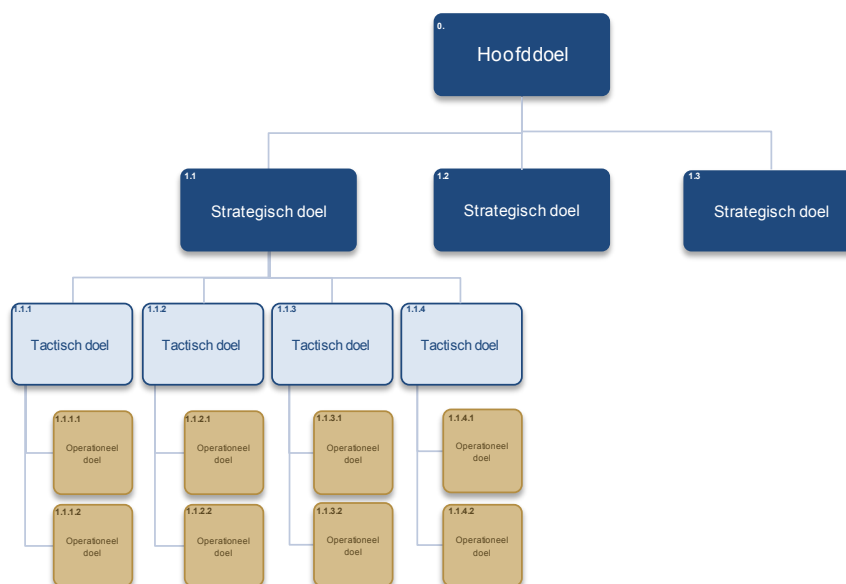 0.
Hoofddoel
1.1
Strategisch doel
1.2
Strategisch doel
1.3
Strategisch doel
1.1.1
Tactisch doel
1.1.2
Tactisch doel
1.1.3
Tactisch doel
1.1.4
Tactisch doel
1.1.1.1
Operationeel
doel
1.1.2.1
Operationeel
doel
1.1.3.1
Operationeel
doel
1.1.4.1
Operationeel
doel
1.1.1.2
Operationeel
doel
1.1.2.2
Operationeel
doel
1.1.3.2
Operationeel
doel
1.1.4.2
Operationeel
doel